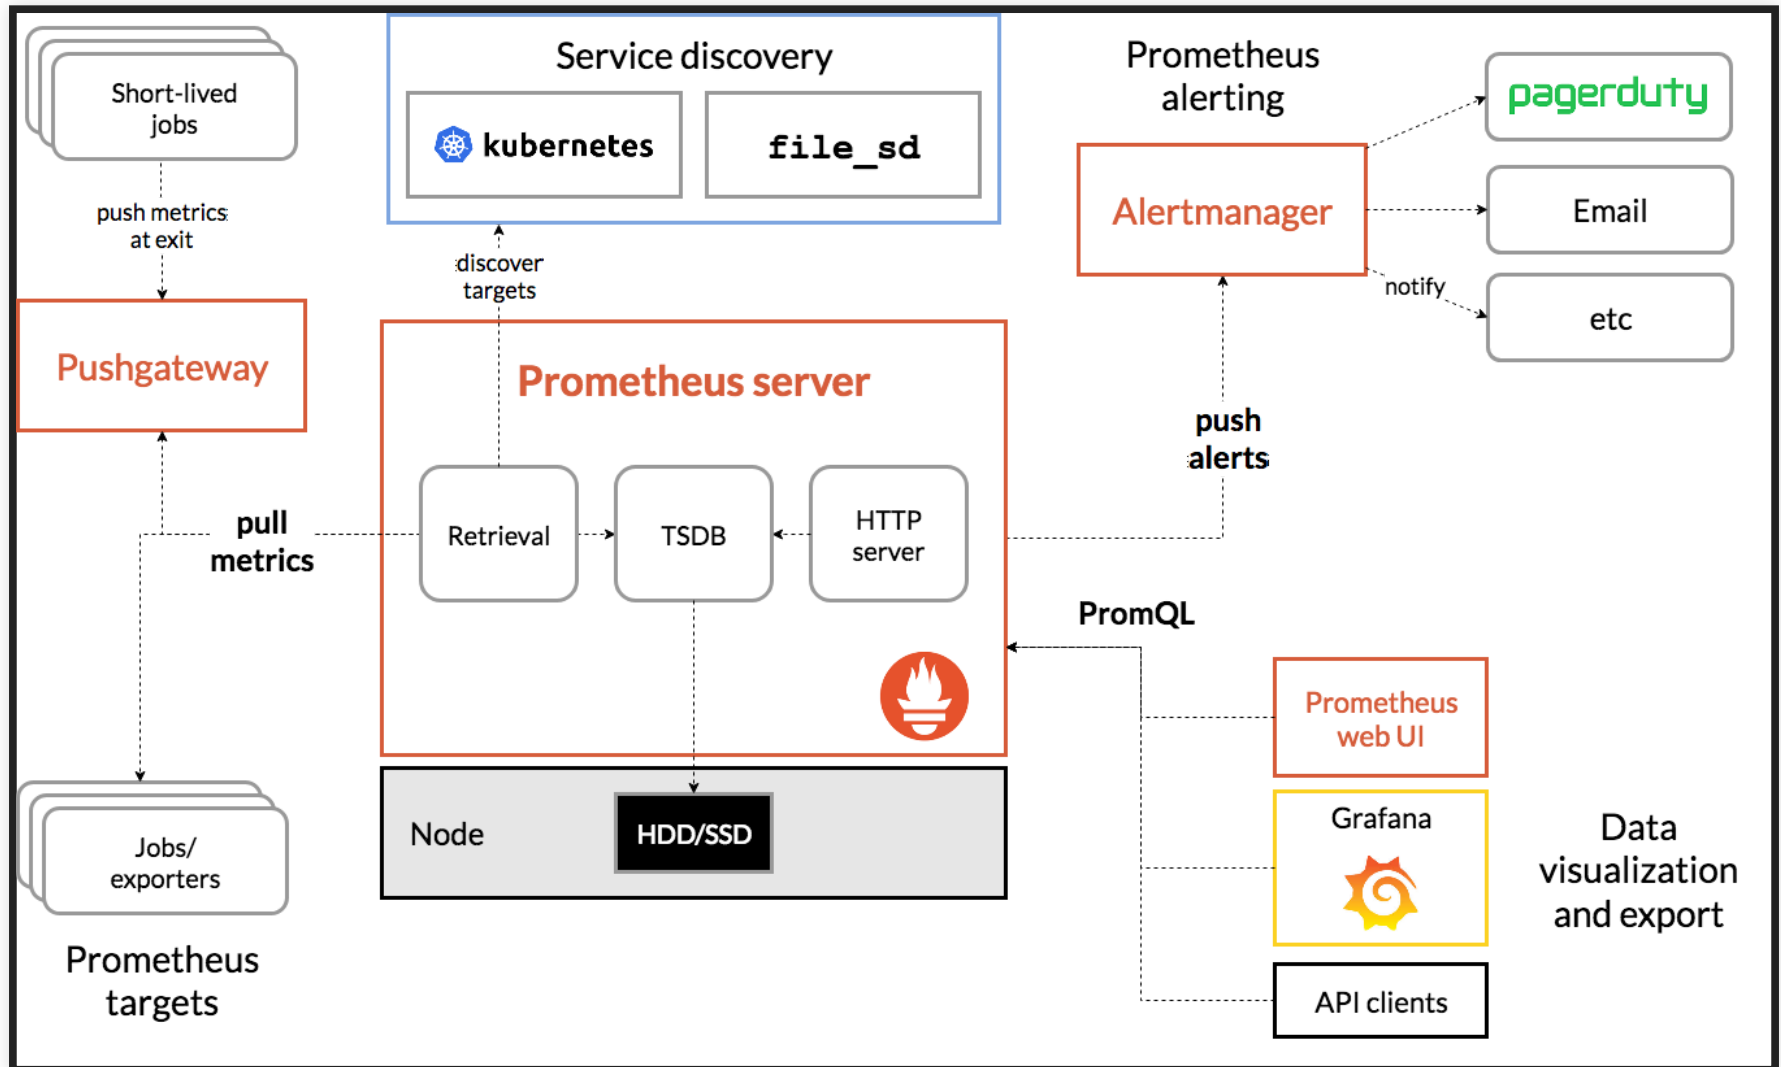 Short-lived
jobs
push metrics
at exit
Pushgateway
pull
metrics
Jobs/
exporters
Prometheus
targets
Service discovery
kubernetes
file_sd
discover
targets
Prometheus server
Retrieval
TSDB
HTTP
server
Node
HDD/SSD
Prometheus
alerting
Alertmanager
pagerduty
Email
notify
etc
push
alerts
PromQL
Prometheus
web UI
Grafana
API clients
Data
visualization
and export